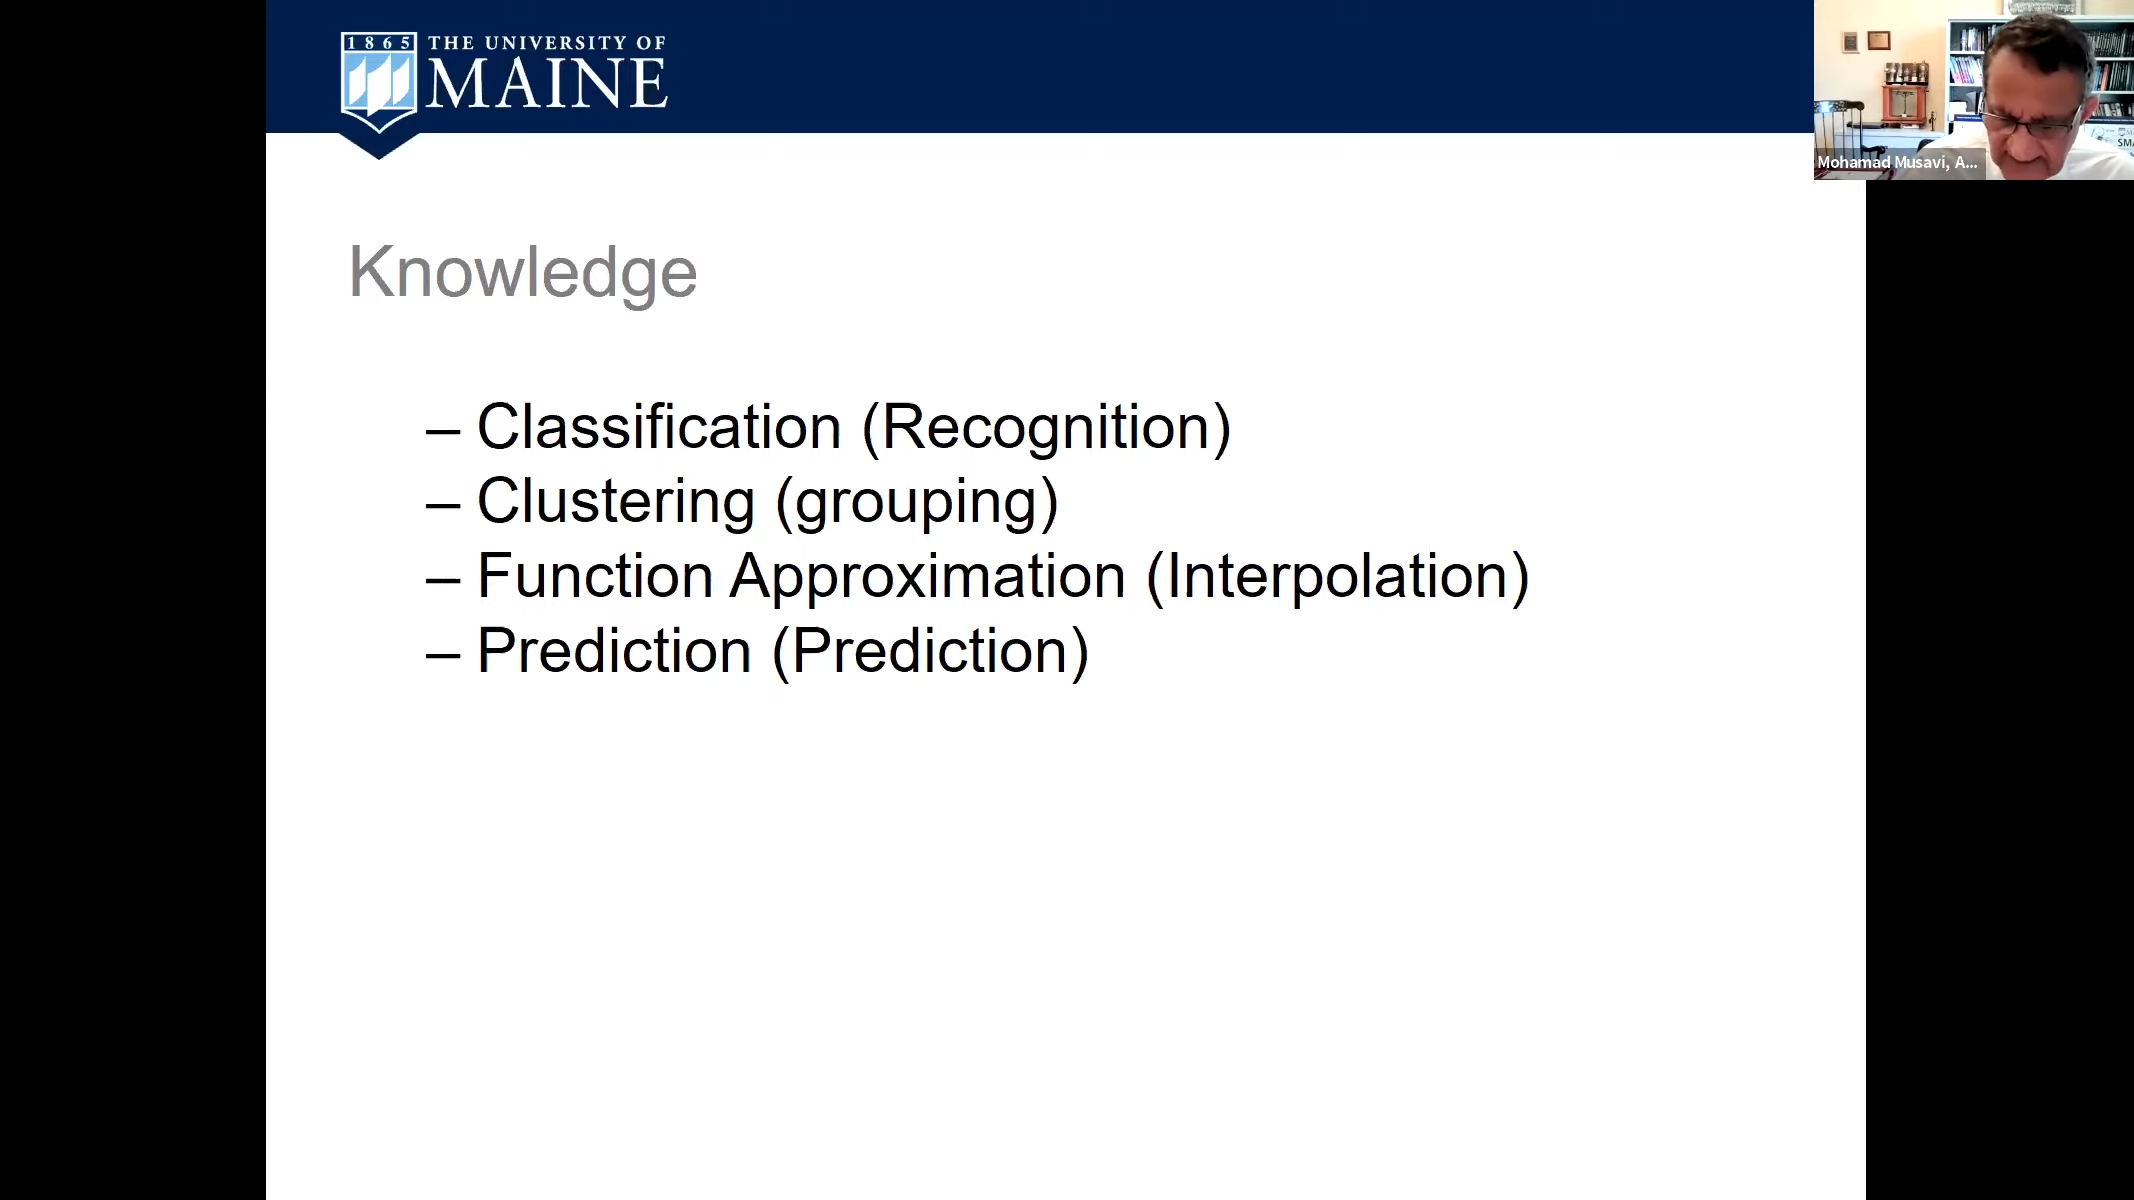 1865
THE UNIVERSITY OF
MAINE
Mohamad Musavi, A...
Knowledge
– Classification (Recognition)
– Clustering (grouping)
– Function Approximation (Interpolation)
– Prediction (Prediction)